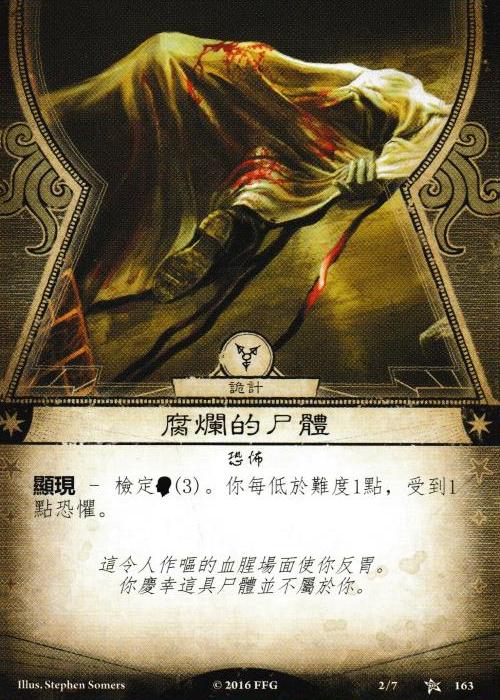 詭計
腐爛的尸體
恐怖
顯現 – 檢定(3)。你每低於難度1點，受到1
點恐懼。
這令人作嘔的血腥場面使你反胃。
你慶幸這具尸體並不屬於你。
Illus. Stephen Somers © 2016 FFG 2/7 163